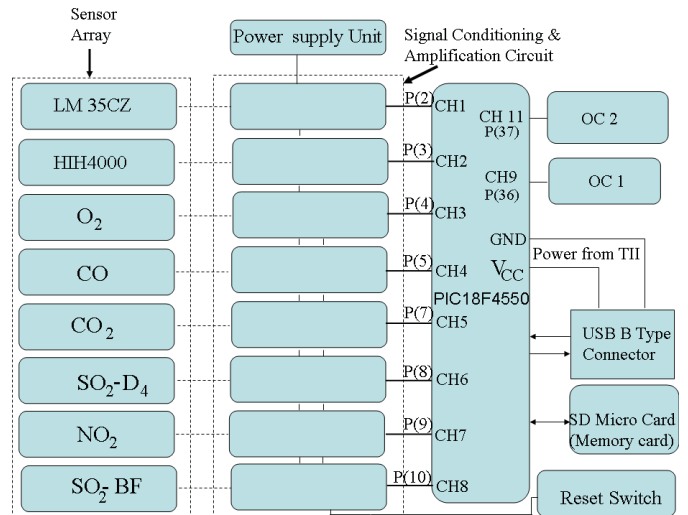 Sensor
Array
Power supply Unit
Signal Conditioning &
Amplification Circuit
LM 35CZ
P(2)
CH1
CH 11
P(37)
OC 2
HIH4000
P(3)
CH2
CH9
P(36)
OC 1
O2
P(4)
CH3
GND
Power from TII
CO
P(5)
CH4
VCC
PIC18F4550
CO2
P(7)
CH5
USB B Type
Connector
SO2-D4
P(8)
CH6
NO2
P(9)
CH7
SD Micro Card
(Memory card)
SO2-BF
P(10)
CH8
Reset Switch